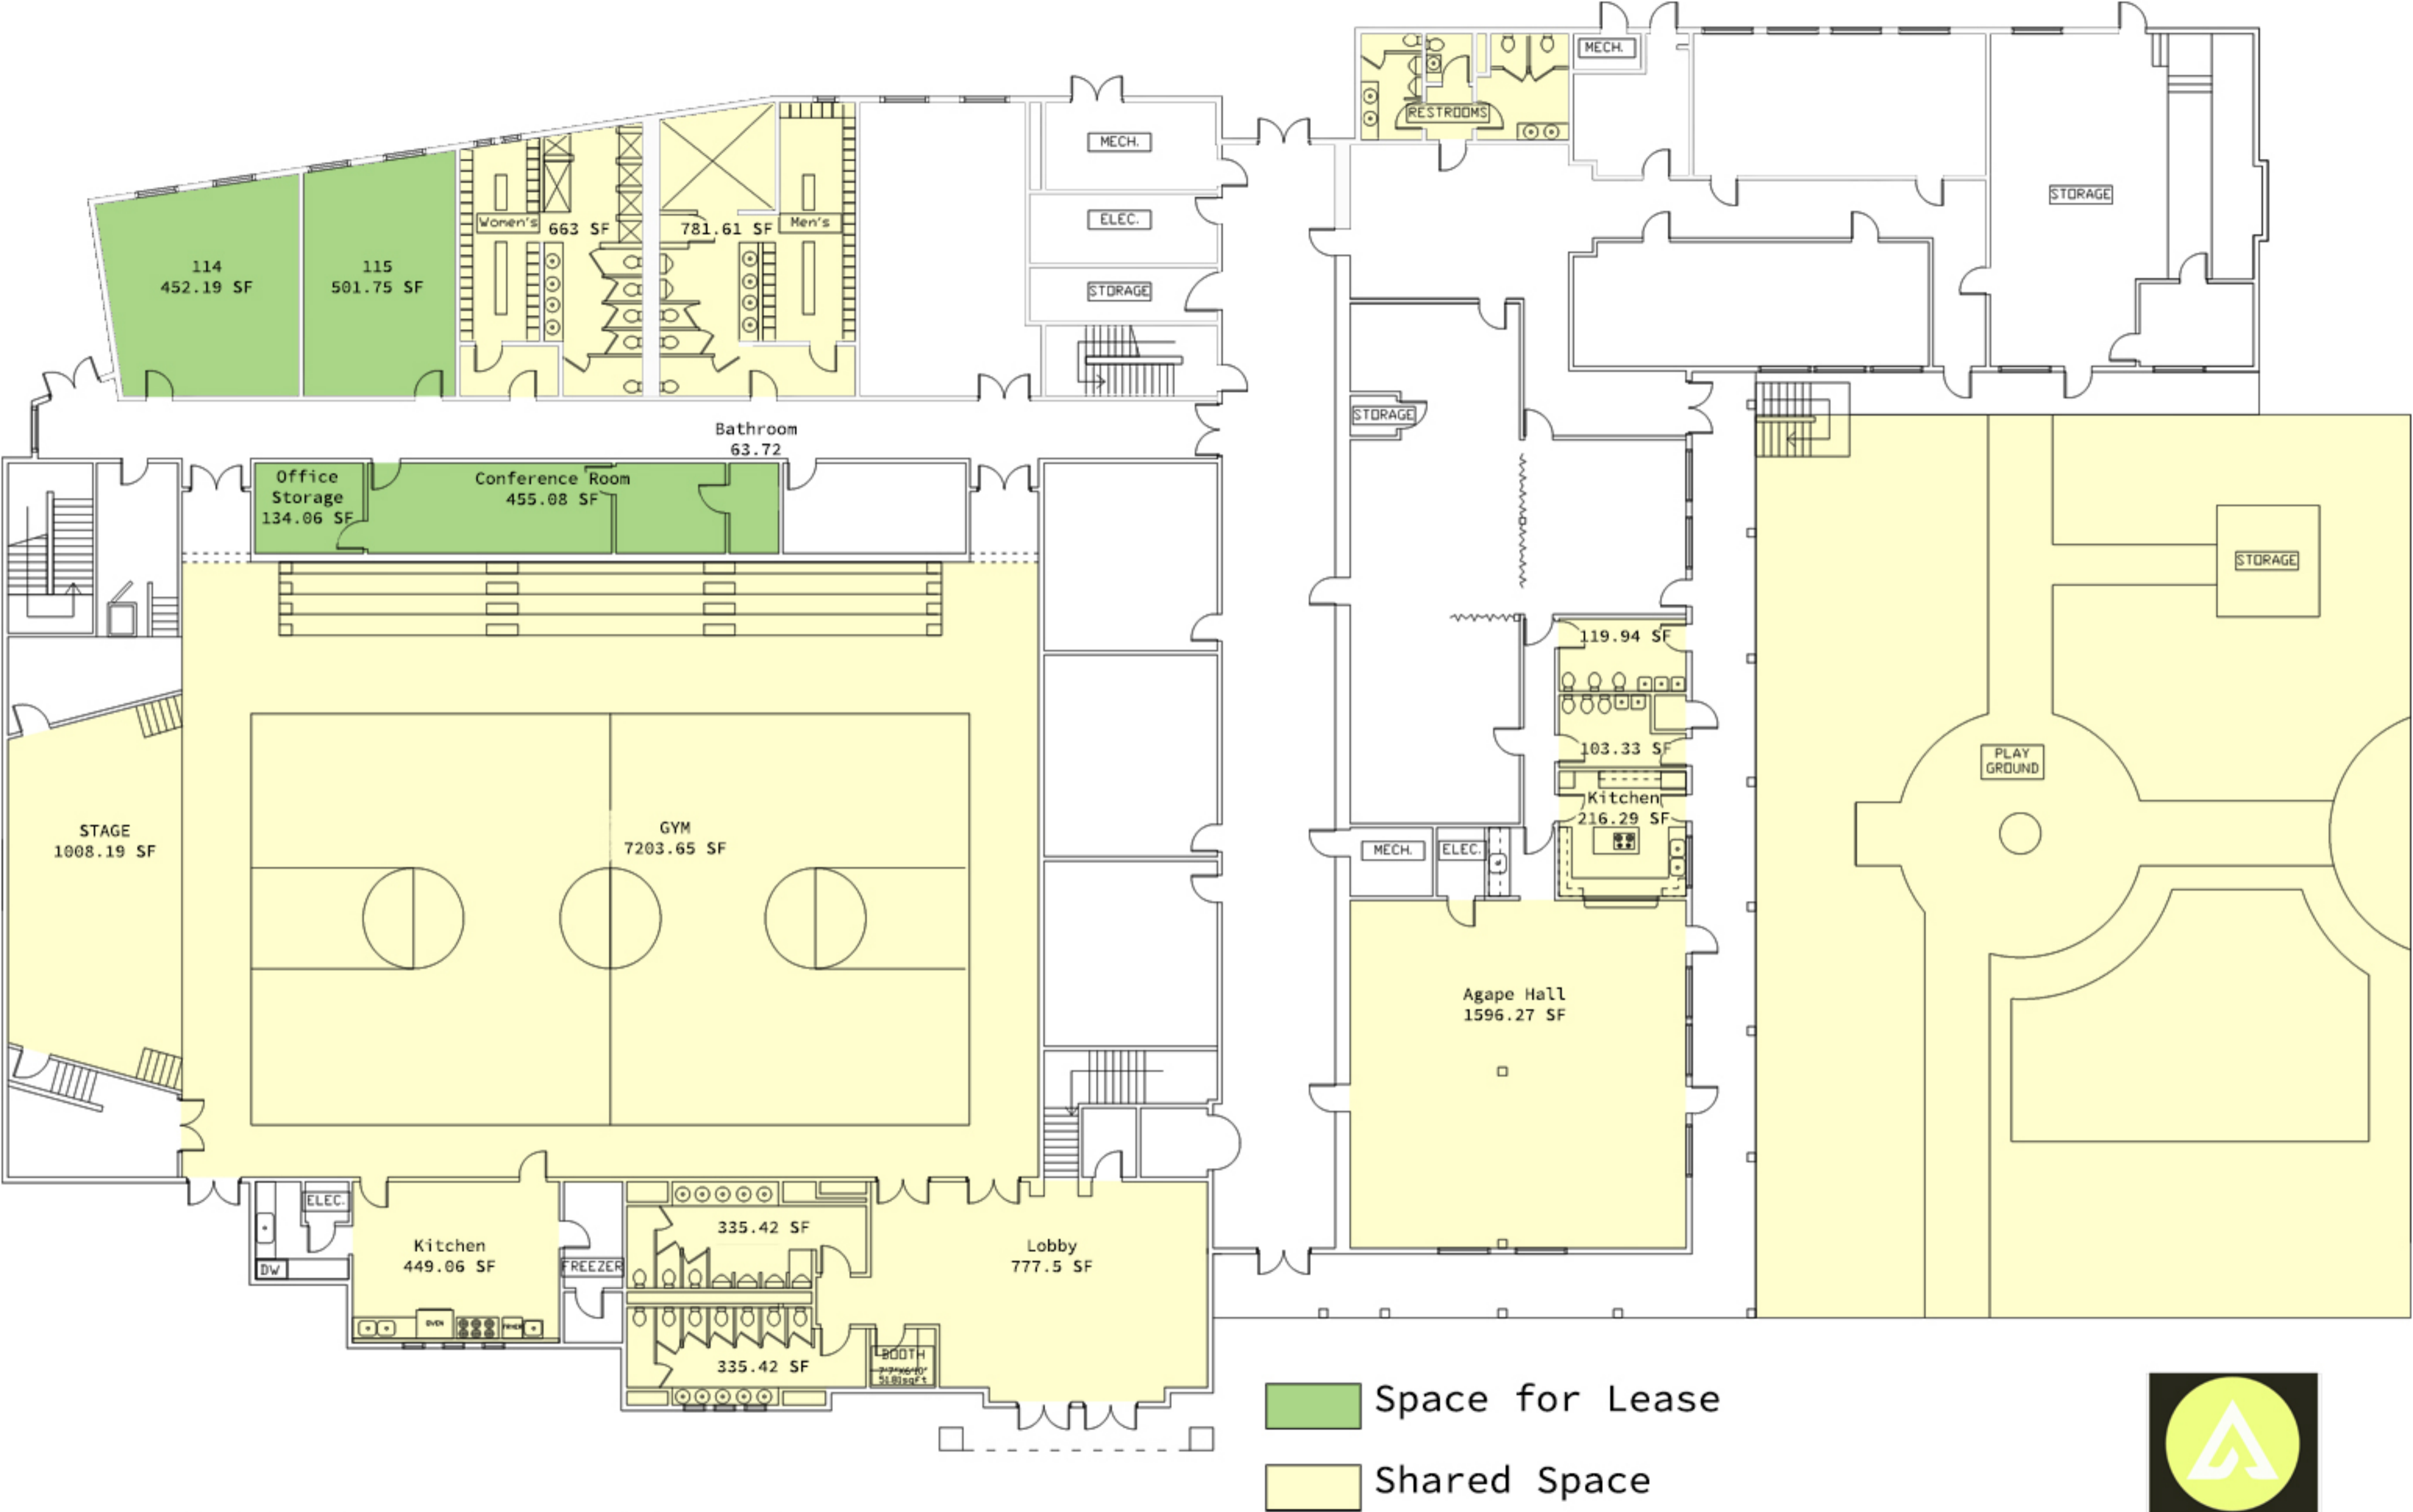 MECH.
RESTROOMS
MECH.
STORAGE
Women's
663 SF
781.61 SF
Men's
ELEC.
114
452.19 SF
115
501.75 SF
STORAGE
STORAGE
Bathroom
63.72
Office
Storage
134.06 SF
Conference Room
455.08 SF
STORAGE
119.94 SF
103.33 SF
PLAY
GROUND
Kitchen
216.29 SF
STAGE
1008.19 SF
GYM
7203.65 SF
MECH.
ELEC.
Agape Hall
1596.27 SF
ELEC.
335.42 SF
Kitchen
449.06 SF
FREEZER
Lobby
777.5 SF
DW
OVEN
335.42 SF
BOOTH
Space for Lease
Shared Space